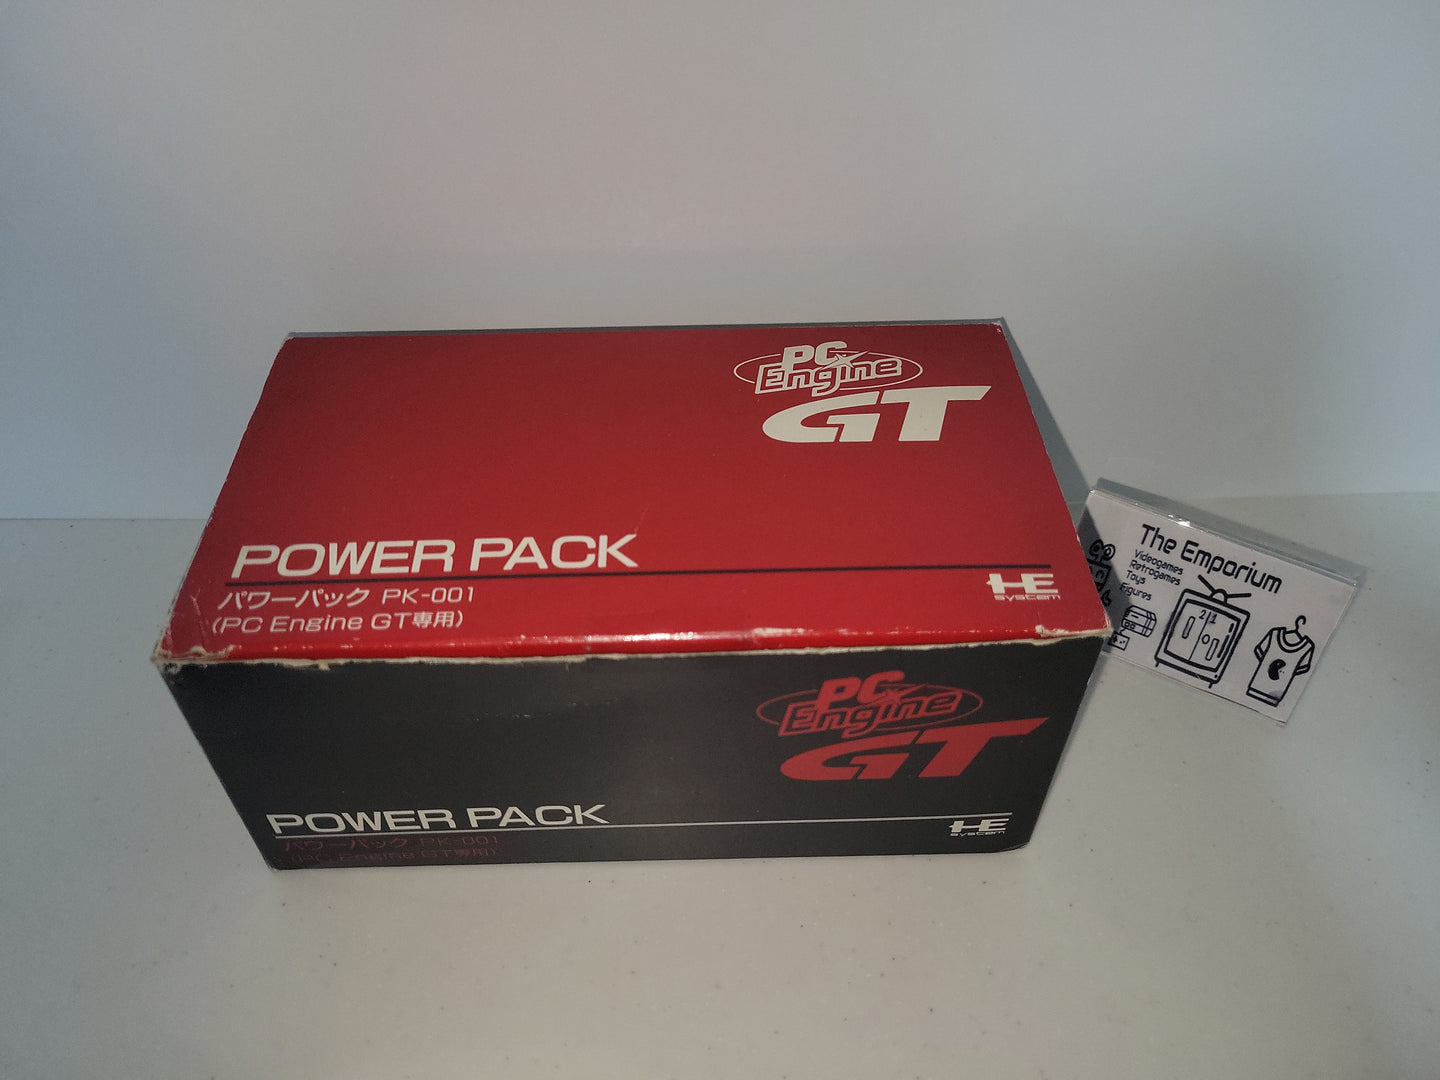 PC
Engine
GT
POWER PACK
パワーパック PK-001
(PC Engine GT専用)
HE
SYSTEM
PC
Engine
GT
POWER PACK
パワーパック PK-001
(PC Engine GT専用)
HE
SYSTEM
The Emporium
Videogames
Retrogames
Toys
Figures
21